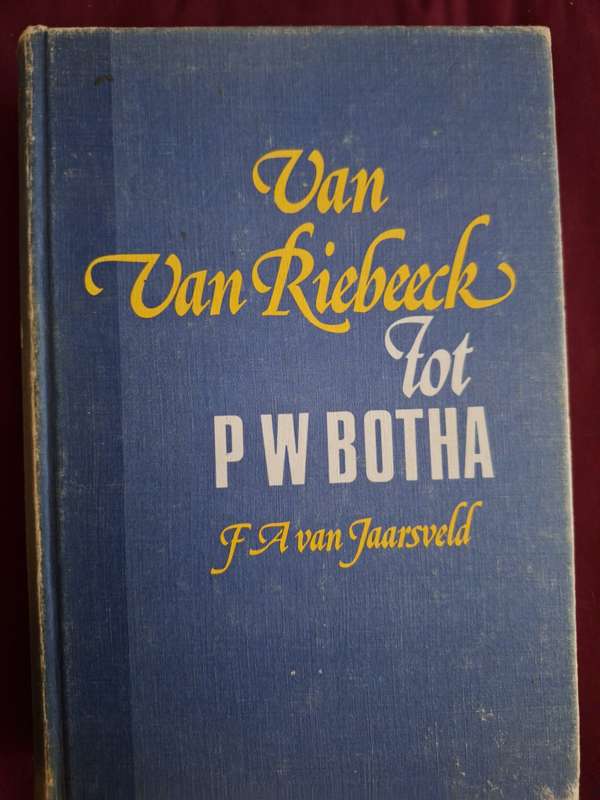 Van
Van Riebeeck
tot
P W BOTHA
F A van Jaarsveld